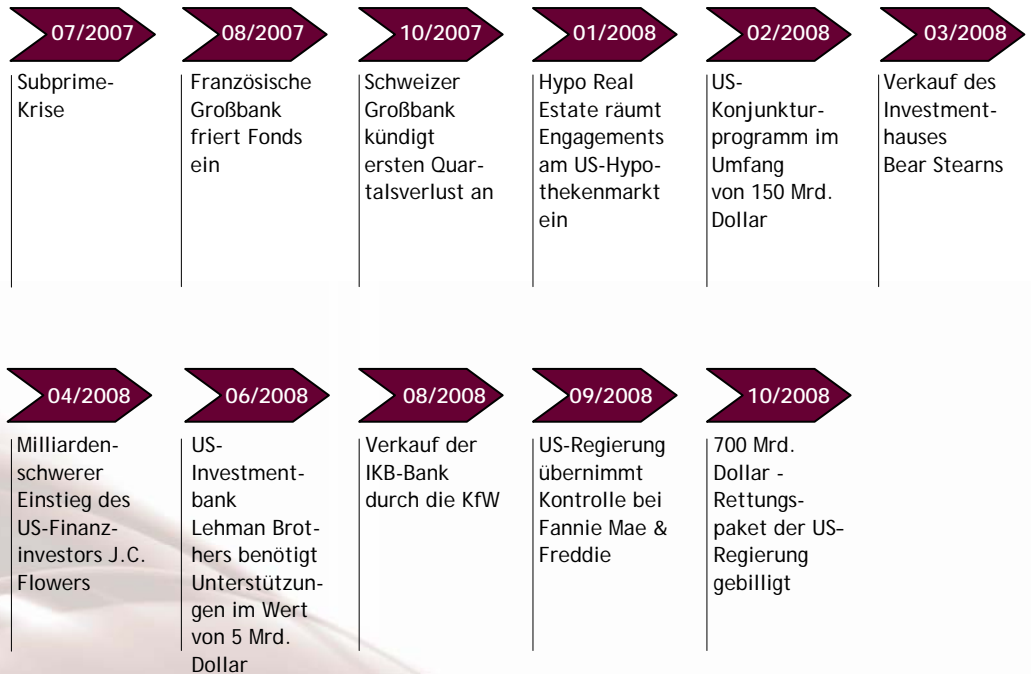 07/2007
Subprime-
Krise
08/2007
Französische
Großbank
friert Fonds
ein
10/2007
Schweizer
Großbank
kündigt
ersten Quar-
talsverlust an
01/2008
Hypo Real
Estate räumt
Engagements
am US-Hypo-
thekenmarkt
ein
02/2008
US-
Konjunktur-
programm im
Umfang
von 150 Mrd.
Dollar
03/2008
Verkauf des
Investment-
hauses
Bear Stearns
04/2008
Milliarden-
schwerer
Einstieg des
US-Finanz-
investors J.C.
Flowers
06/2008
US-
Investment-
bank
Lehman Brot-
hers benötigt
Unterstützun-
gen im Wert
von 5 Mrd.
Dollar
08/2008
Verkauf der
IKB-Bank
durch die KfW
09/2008
US-Regierung
übernimmt
Kontrolle bei
Fannie Mae &
Freddie
10/2008
700 Mrd.
Dollar -
Rettungs-
paket der US-
Regierung
gebilligt